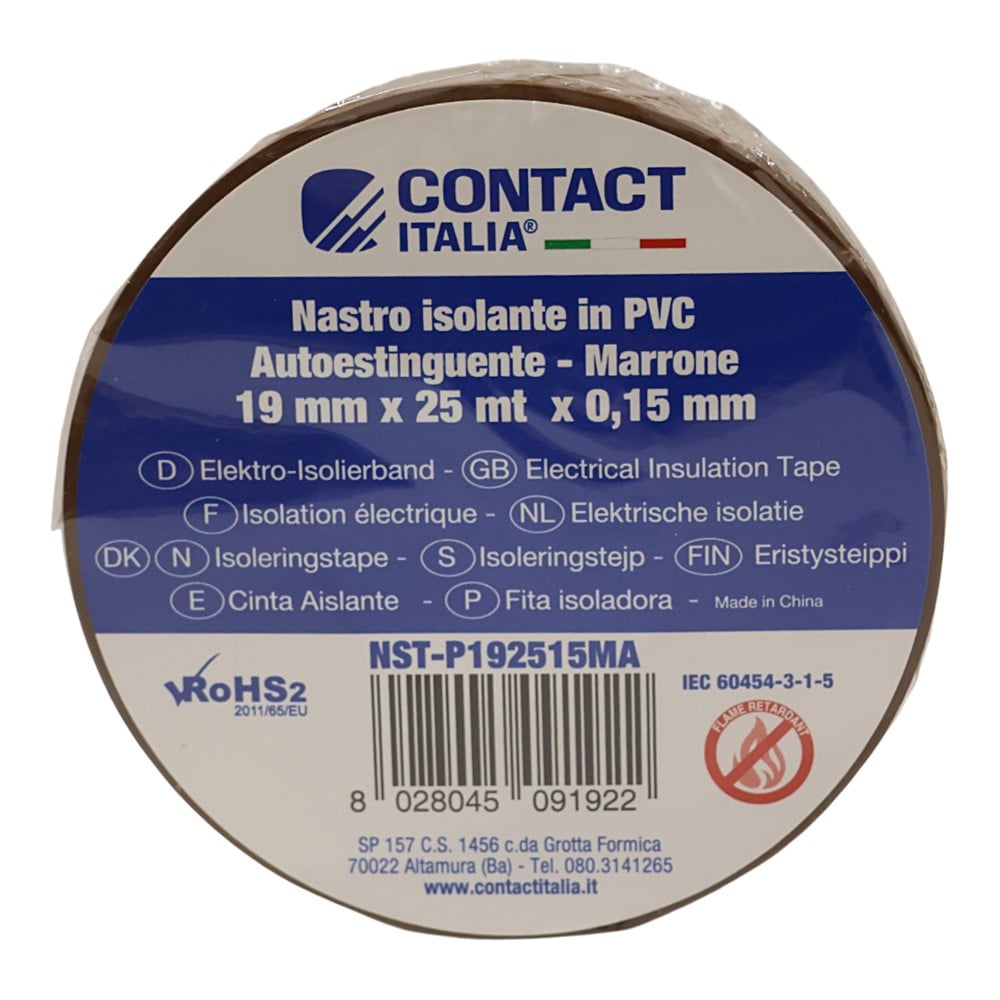 CONTACT
ITALIA®
Nastro isolante in PVC
Autoestinguente - Marrone
19 mm x 25 mt x 0,15 mm
D Elektro-Isolierband - GB Electrical Insulation Tape
F Isolation électrique - NL Elektrische isolatie
DK N Isoleringstape - S Isoleringstejp - FIN Eristysteippi
E Cinta Aislante - P Fita isoladora - Made in China
NST-P192515MA
RoHS2
2011/65/EU
IEC 60454-3-1-5
FLAME RETARDANT
8 028045 091922
SP 157 C.S. 1456 c.da Grotta Formica
70022 Altamura (Ba) - Tel. 080.3141265
www.contactitalia.it